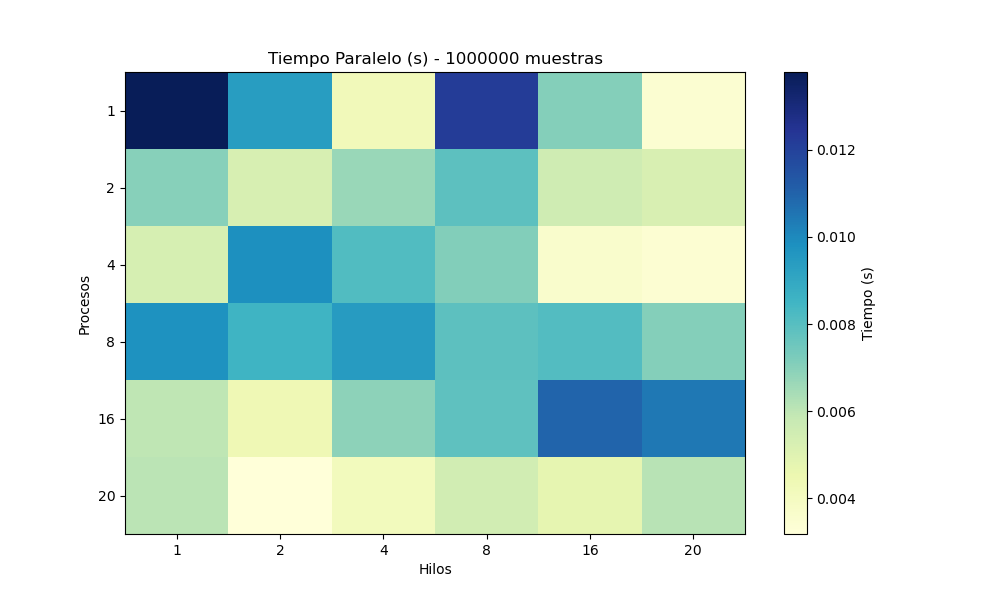 Tiempo Paralelo (s) - 1000000 muestras
Procesos
1
2
4
8
16
20
1 2 4 8 16 20
Hilos
0.012
0.010
0.008
0.006
0.004
Tiempo (s)